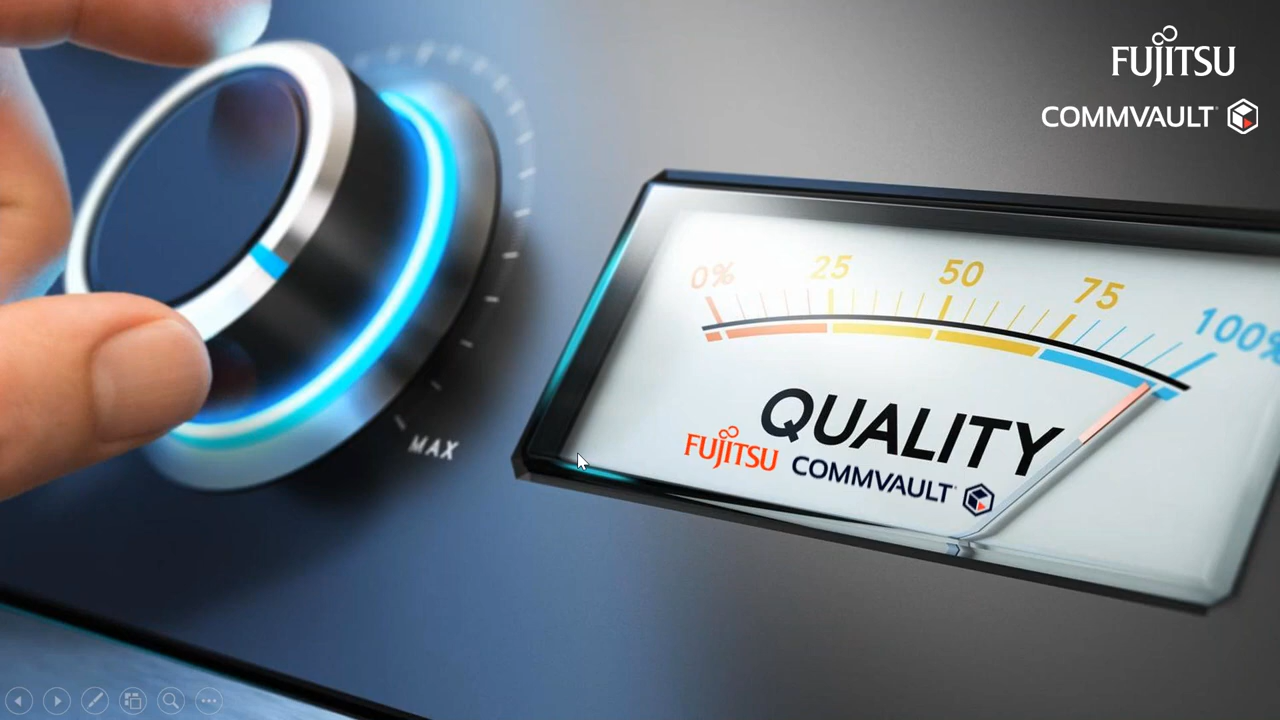 FUJITSU
COMMVAULT
0% 25 50 75 100%
QUALITY
FUJITSU COMMVAULT
MAX